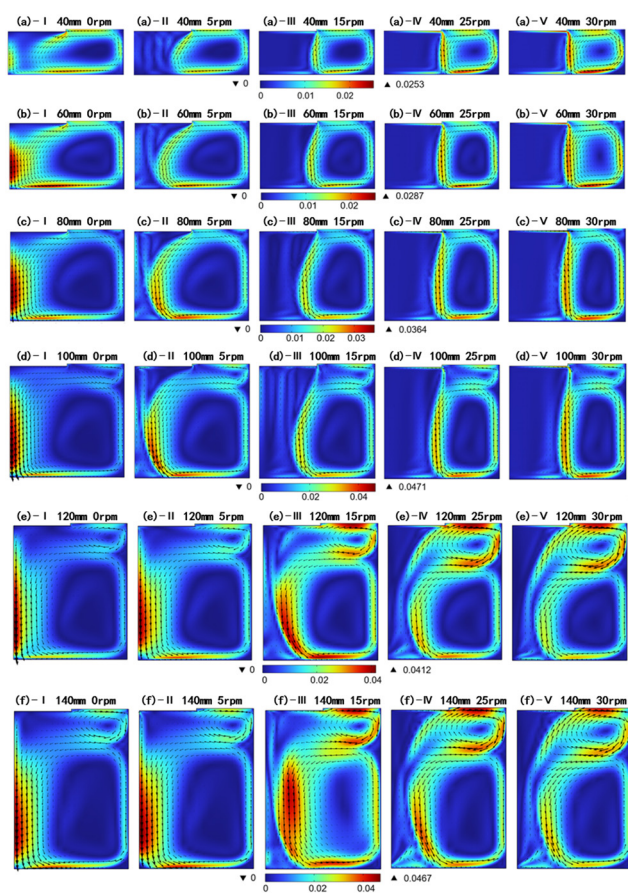 (a)-I 40mm 0rpm (a)-II 40mm 5rpm (a)-III 40mm 15rpm (a)-IV 40mm 25rpm (a)-V 40mm 30rpm
▼ 0 0 0.01 0.02 ▲ 0.0253
(b)-I 60mm 0rpm (b)-II 60mm 5rpm (b)-III 60mm 15rpm (b)-IV 60mm 25rpm (b)-V 60mm 30rpm
▼ 0 0 0.01 0.02 ▲ 0.0287
(c)-I 80mm 0rpm (c)-II 80mm 5rpm (c)-III 80mm 15rpm (c)-IV 80mm 25rpm (c)-V 80mm 30rpm
▼ 0 0 0.01 0.02 0.03 ▲ 0.0364
(d)-I 100mm 0rpm (d)-II 100mm 5rpm (d)-III 100mm 15rpm (d)-IV 100mm 25rpm (d)-V 100mm 30rpm
▼ 0 0 0.02 0.04 ▲ 0.0471
(e)-I 120mm 0rpm (e)-II 120mm 5rpm (e)-III 120mm 15rpm (e)-IV 120mm 25rpm (e)-V 120mm 30rpm
▼ 0 0 0.02 0.04 ▲ 0.0412
(f)-I 140mm 0rpm (f)-II 140mm 5rpm (f)-III 140mm 15rpm (f)-IV 140mm 25rpm (f)-V 140mm 30rpm
▼ 0 0 0.02 0.04 ▲ 0.0467